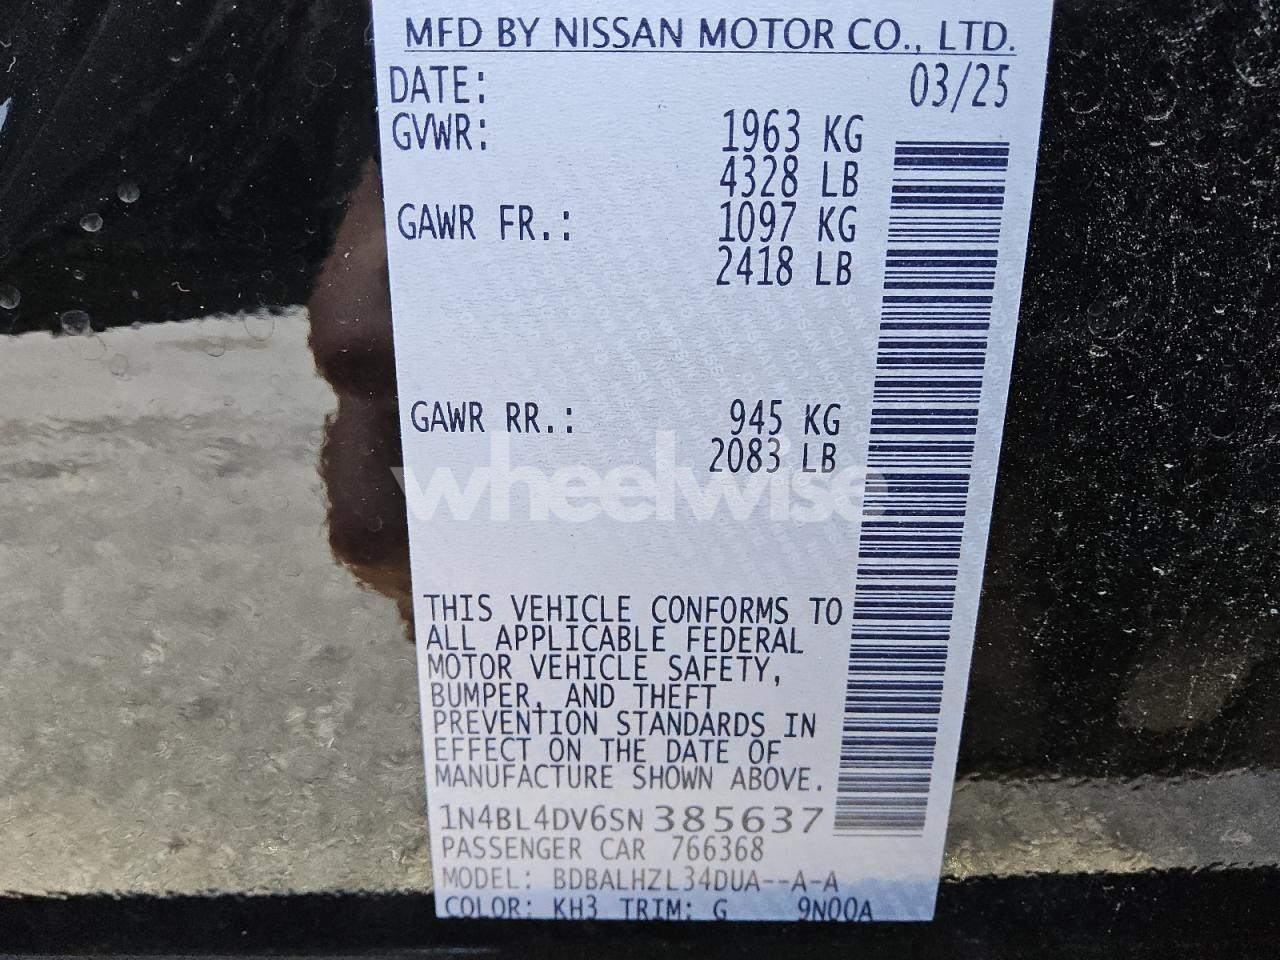 MFD BY NISSAN MOTOR CO., LTD.
DATE: 03/25
GVWR: 1963 KG
4328 LB
GAWR FR.: 1097 KG
2418 LB
GAWR RR.: 945 KG
2083 LB
wheelwise
THIS VEHICLE CONFORMS TO
ALL APPLICABLE FEDERAL
MOTOR VEHICLE SAFETY,
BUMPER, AND THEFT
PREVENTION STANDARDS IN
EFFECT ON THE DATE OF
MANUFACTURE SHOWN ABOVE.
1N4BL4DV6SN385637
PASSENGER CAR 766368
MODEL: BDBALHZL34DUA--A-A
COLOR: KH3 TRIM: G 9N00A